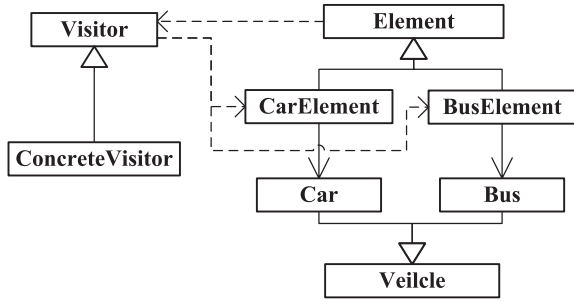 Visitor
Element
CarElement
BusElement
ConcreteVisitor
Car
Bus
Veilcle